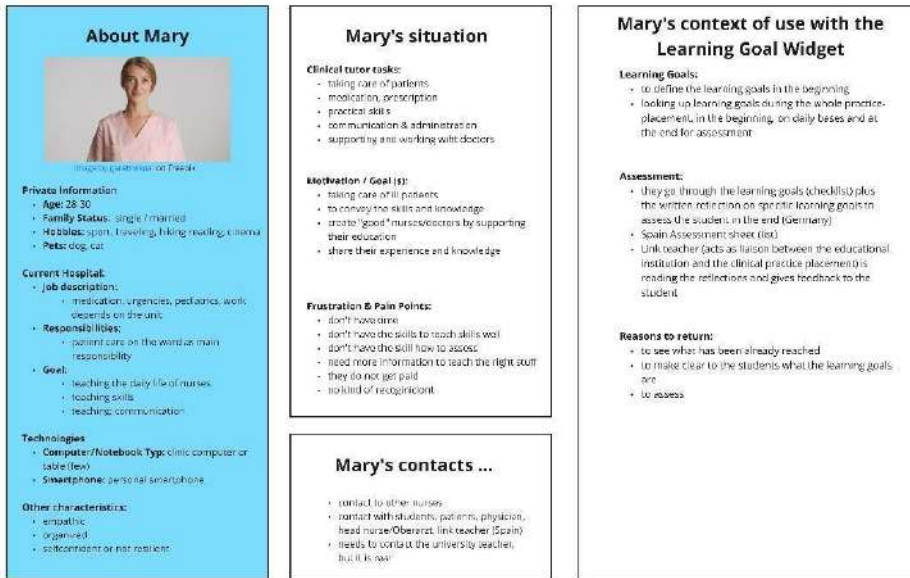 About Mary
Image by on Freepik
Private Information
• Age: 28-30
• Family Status: single / married
• Hobbies: sport, traveling, hiking reading, cinema
• Pets: dog, cat
Current Hospital:
• Job description:
• medication, urgencies, pediatrics, work
depends on the unit
• Responsibilities:
• patient care on the ward as main
responsibility
• Goal:
• teaching the daily life of nurses
• teaching skills
• teaching: communication
Technologies
• Computer/Notebook Typ: clinic computer or
table (few)
• Smartphone: personal smartphone
Other characteristics:
• empathic
• organized
• selfconfident or not resilient
Mary's situation
Clinical tutor tasks:
• taking care of patients
• medication, prescription
• practical skills
• communication & administration
• supporting and working wiht doctors
Motivation / Goal (s):
• taking care of ill patients
• to convey the skills and knowledge
• create "good" nurses/doctors by supporting
their education
• share their experience and knowledge
Frustration & Pain Points:
• don't have time
• don't have the skills to teach skills well
• don't have the skill how to assess
• need more information to teach the right stuff
• they do not get paid
• no kind of
Mary's contacts ...
• contact to other nurses
• contact with students, patients, physician,
head nurse/Oberarzt, link teacher (Spain)
• needs to contact the university teacher,
but it is
Mary's context of use with the
Learning Goal Widget
Learning Goals:
• to define the learning goals in the beginning
• looking up learning goals during the whole practice-
placement, in the beginning, on daily bases and at
the end for assessment
Assessment:
• they go through the learning goals (checklist) plus
the written reflection on specific learning goals to
assess the student in the end (Germany)
• Spain Assessment sheet (list)
• Link teacher (acts as liaison between the educational
institution and the clinical practice placement) is
reading the reflections and gives feedback to the
student
Reasons to return:
• to see what has been already reached
• to make clear to the students what the learning goals
are
• to assess